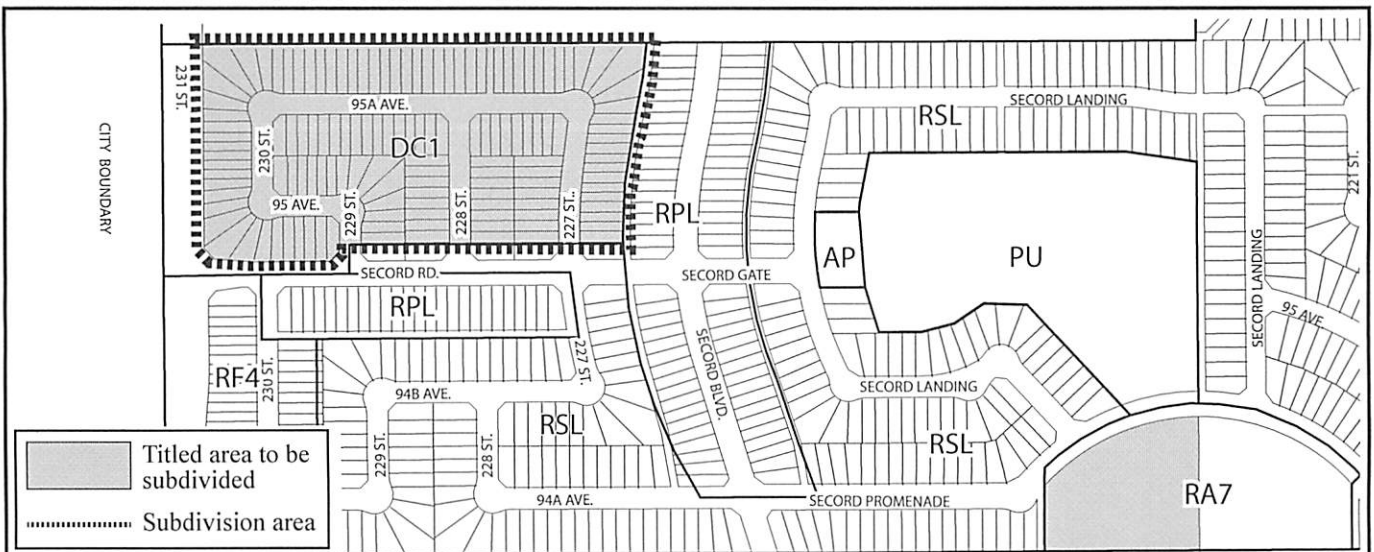 231 ST.
95A AVE.
RSL
SECORD LANDING
CITY BOUNDARY
230 ST.
DC1
221 ST.
95 AVE.
229 ST.
228 ST.
227 ST..
RPL
AP
PU
SECORD RD.
SECORD GATE
SECORD LANDING
RPL
95 AVE.
RF4
230 ST.
227 ST.
SECORD BLVD.
SECORD LANDING
94B AVE.
RSL
RSL
229 ST.
228 ST.
94A AVE.
SECORD PROMENADE
RA7
Titled area to be
subdivided
Subdivision area